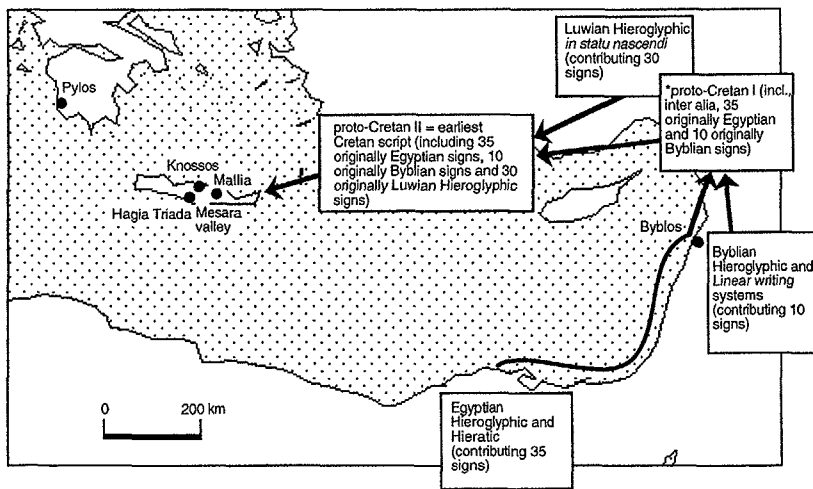 Luwian Hieroglyphic
in statu nascendi
(contributing 30
signs)
Pylos
*proto-Cretan I (incl.,
inter alia, 35
originally Egyptian
and 10 originally
Byblian signs)
proto-Cretan II = earliest
Cretan script (including 35
originally Egyptian signs, 10
originally Byblian signs and 30
originally Luwian Hieroglyphic
signs)
Knossos
Mallia
Hagia Triada
Mesara
valley
Byblos
Byblian
Hieroglyphic and
Linear writing
systems
(contributing 10
signs)
0
200 km
Egyptian
Hieroglyphic and
Hieratic
(contributing 35
signs)